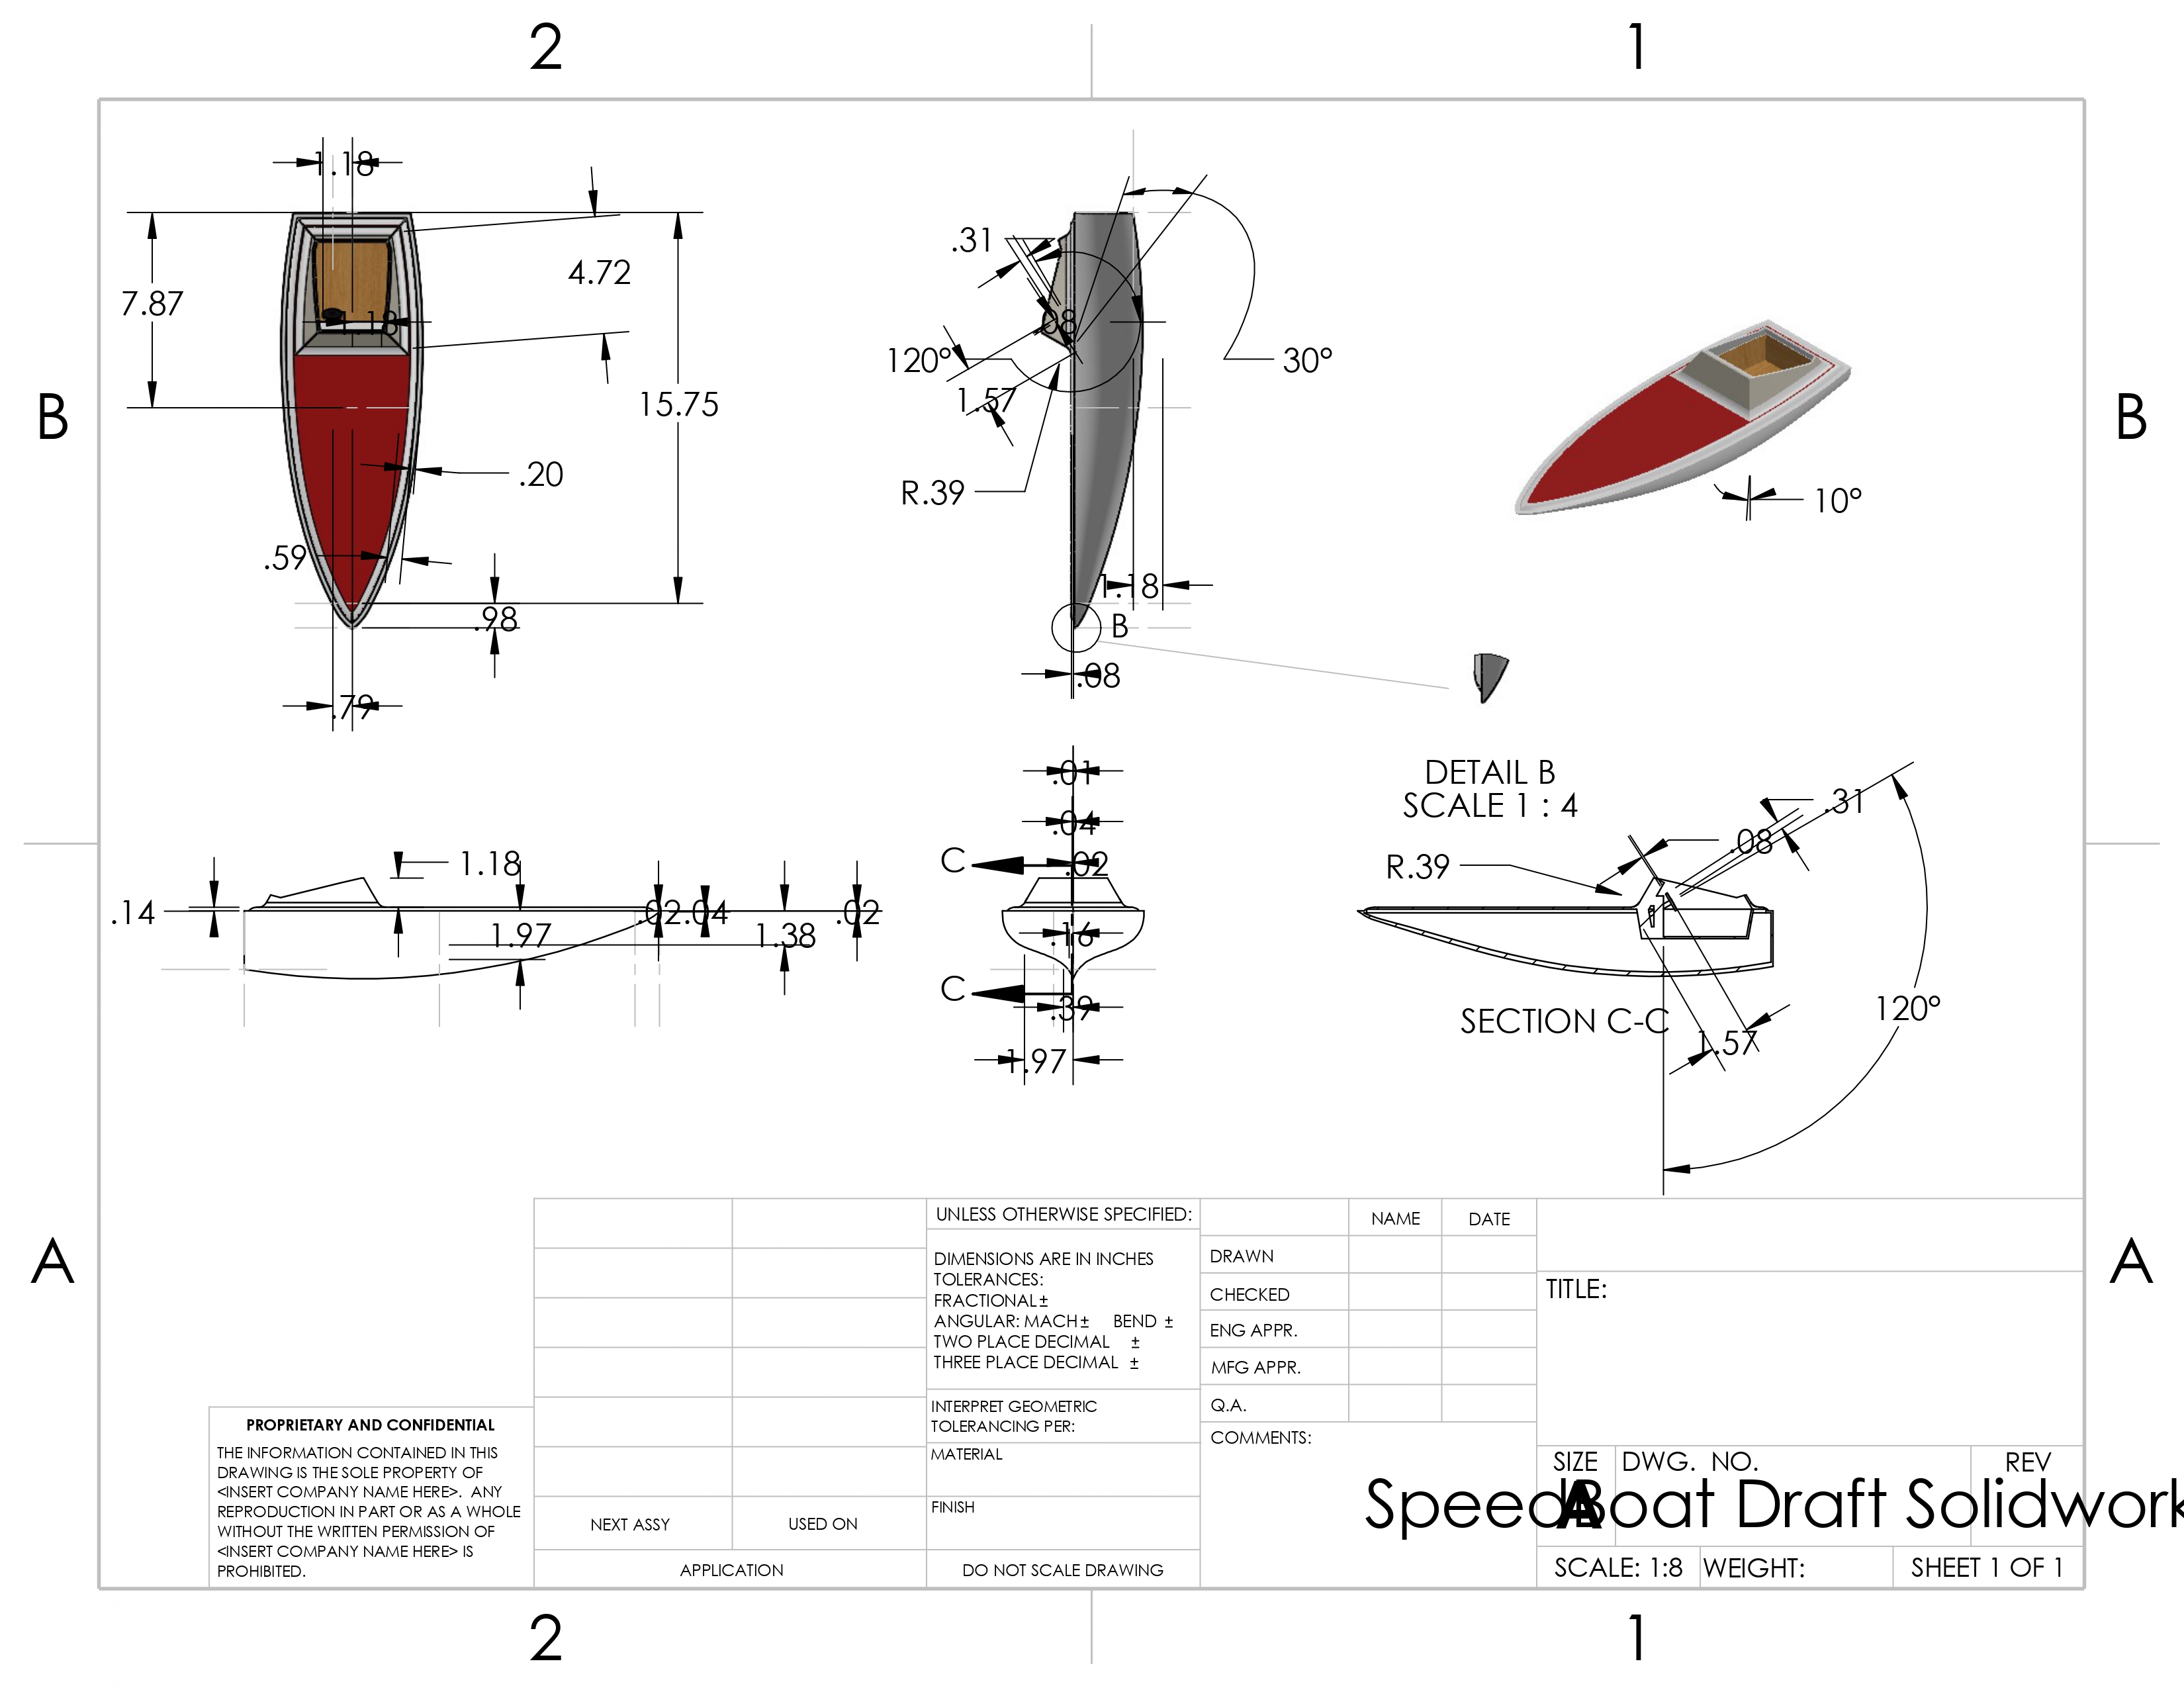 2
1
1.18
.31
4.72
7.87
1.18
.08
B
120°
30°
15.75
1.57
B
.20
R.39
10°
.59
1.18
.98
B
.08
.79
.01
DETAIL B
SCALE 1 : 4
.31
.04
.08
C
.02
1.18
R.39
.14
.02
.04
.02
1.97
1.38
.16
C
.39
SECTION C-C
120°
1.57
1.97
A
A
UNLESS OTHERWISE SPECIFIED:
DIMENSIONS ARE IN INCHES
TOLERANCES:
FRACTIONAL ±
ANGULAR: MACH ± BEND ±
TWO PLACE DECIMAL ±
THREE PLACE DECIMAL ±
INTERPRET GEOMETRIC
TOLERANCING PER:
MATERIAL
FINISH
DO NOT SCALE DRAWING
NAME
DATE
DRAWN
CHECKED
ENG APPR.
MFG APPR.
Q.A.
COMMENTS:
TITLE:
SIZE
DWG. NO.
REV
A
Speed Boat Draft Solidwork
SCALE: 1:8
WEIGHT:
SHEET 1 OF 1
PROPRIETARY AND CONFIDENTIAL
THE INFORMATION CONTAINED IN THIS
DRAWING IS THE SOLE PROPERTY OF
<INSERT COMPANY NAME HERE>. ANY
REPRODUCTION IN PART OR AS A WHOLE
WITHOUT THE WRITTEN PERMISSION OF
<INSERT COMPANY NAME HERE> IS
PROHIBITED.
NEXT ASSY
USED ON
APPLICATION
2
1